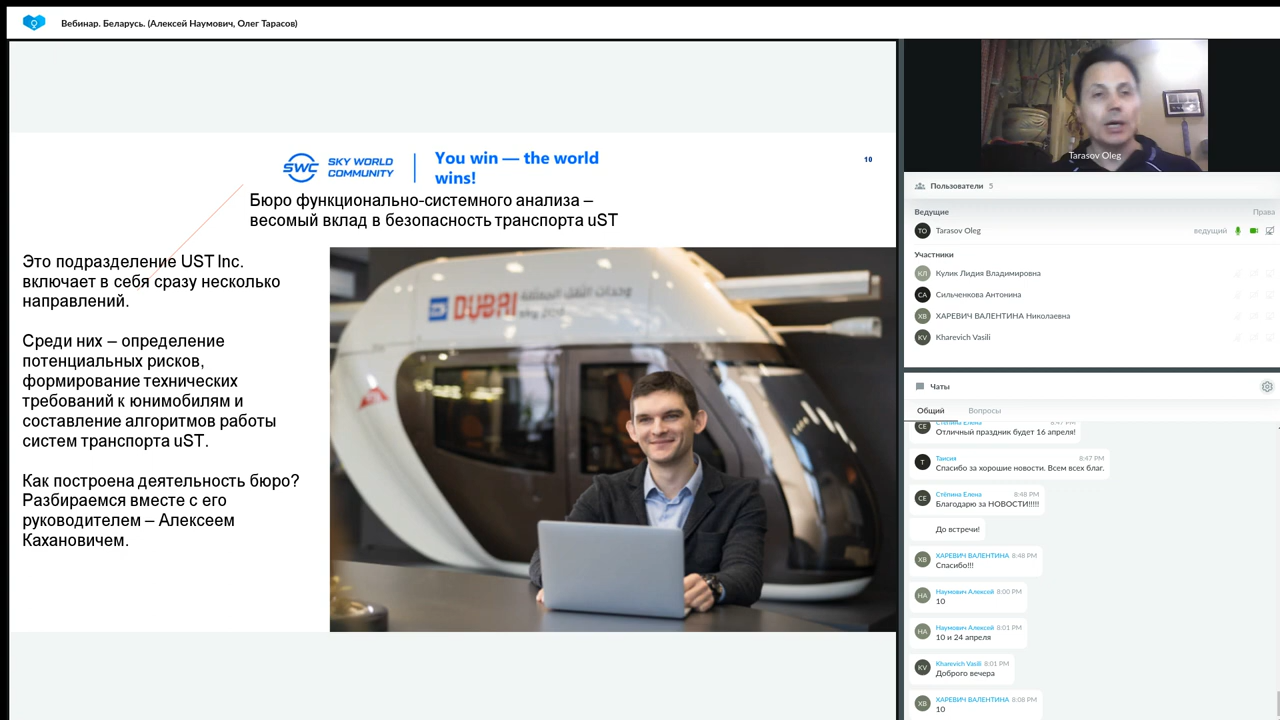 Вебинар. Беларусь. (Алексей Наумович, Олег Тарасов)
SWC
SKY WORLD
COMMUNITY
You win — the world
wins!
10
Бюро функционально-системного анализа –
весомый вклад в безопасность транспорта uST
Это подразделение UST Inc.
включает в себя сразу несколько
направлений.
Среди них – определение
потенциальных рисков,
формирование технических
требований к юнимобилям и
составление алгоритмов работы
систем транспорта uST.
Как построена деятельность бюро?
Разбираемся вместе с его
руководителем – Алексеем
Кахановичем.
DUBAI
Tarasov Oleg
Пользователи 5
Ведущие Права
TO Tarasov Oleg ведущий
Участники
КЛ Кулик Лидия Владимировна
СА Сильченкова Антонина
ХВ ХАРЕВИЧ ВАЛЕНТИНА Николаевна
KV Kharevich Vasili
Чаты
Общий Вопросы
СЕ Стёпина Елена 8:47 PM
Отличный праздник будет 16 апреля!
Т Таисия 8:47 PM
Спасибо за хорошие новости. Всем всех благ.
СЕ Стёпина Елена 8:48 PM
Благодарю за НОВОСТИ!!!!!
До встречи!
ХВ ХАРЕВИЧ ВАЛЕНТИНА 8:48 PM
Спасибо!!!
НА Наумович Алексей 8:00 PM
10
НА Наумович Алексей 8:01 PM
10 и 24 апреля
KV Kharevich Vasili 8:01 PM
Доброго вечера
ХВ ХАРЕВИЧ ВАЛЕНТИНА 8:08 PM
10